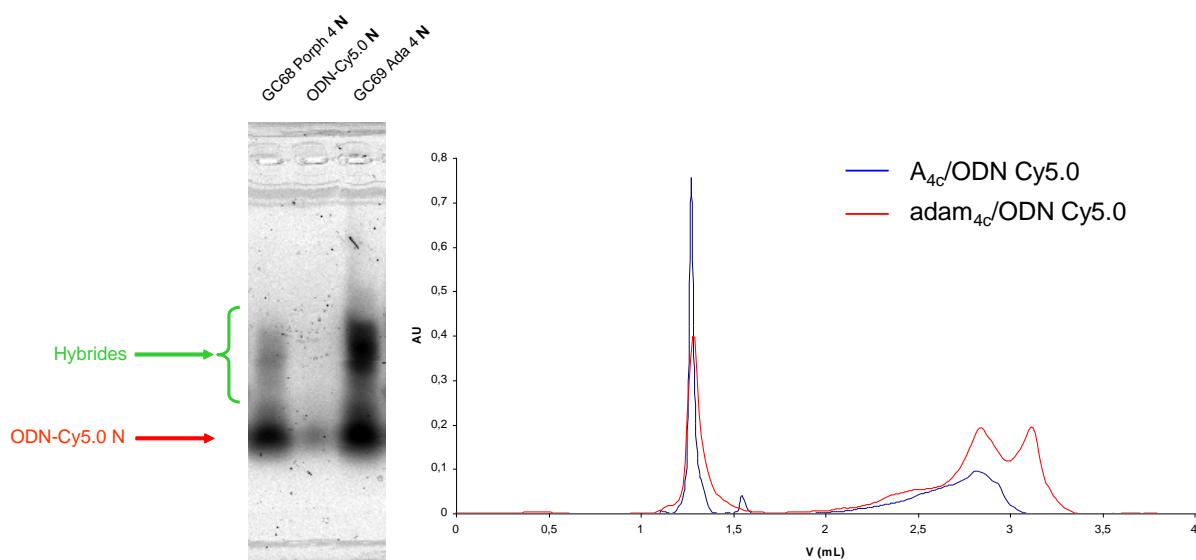 GC68 Porph 4 N
ODN-Cy5.0 N
GC69 Ada 4 N
Hybrides
ODN-Cy5.0 N
0,8
0,7
0,6
0,5
0,4
0,3
0,2
0,1
0
AU
0
0,5
1
1,5
2
2,5
3
3,5
4
V (mL)
A4c/ODN Cy5.0
adam4c/ODN Cy5.0